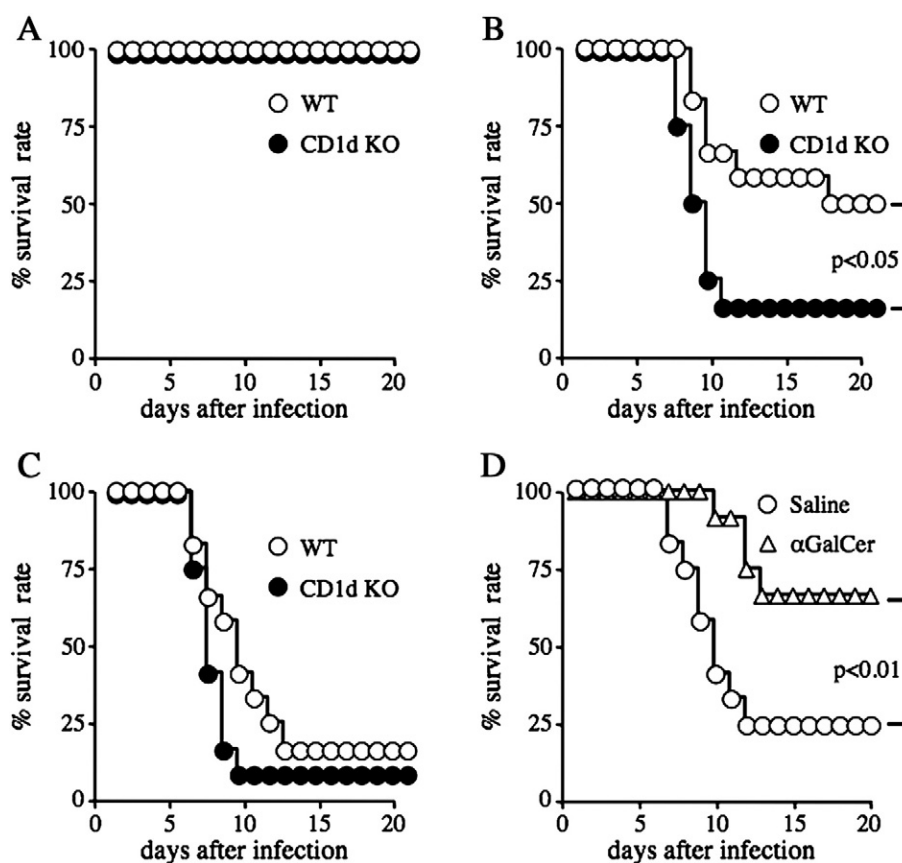 A
% survival rate
100
75
50
25
0
WT
CD1d KO
0 5 10 15 20
days after infection
B
% survival rate
100
75
50
25
0
WT
CD1d KO
p<0.05
0 5 10 15 20
days after infection
C
% survival rate
100
75
50
25
0
WT
CD1d KO
0 5 10 15 20
days after infection
D
% survival rate
100
75
50
25
0
Saline
αGalCer
p<0.01
0 5 10 15 20
days after infection